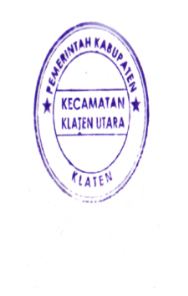 PEMERINTAH KABUPATEN
KECAMATAN
KLATEN UTARA
KLATEN